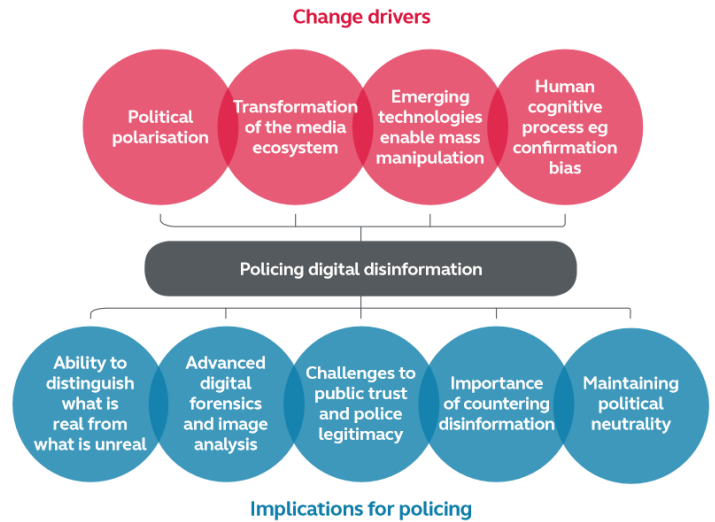 Change drivers
Political
polarisation
Transformation
of the media
ecosystem
Emerging
technologies
enable mass
manipulation
Human
cognitive
process eg
confirmation
bias
Policing digital disinformation
Ability to
distinguish
what is
real from
what is unreal
Advanced
digital
forensics
and image
analysis
Challenges to
public trust
and police
legitimacy
Importance
of countering
disinformation
Maintaining
political
neutrality
Implications for policing